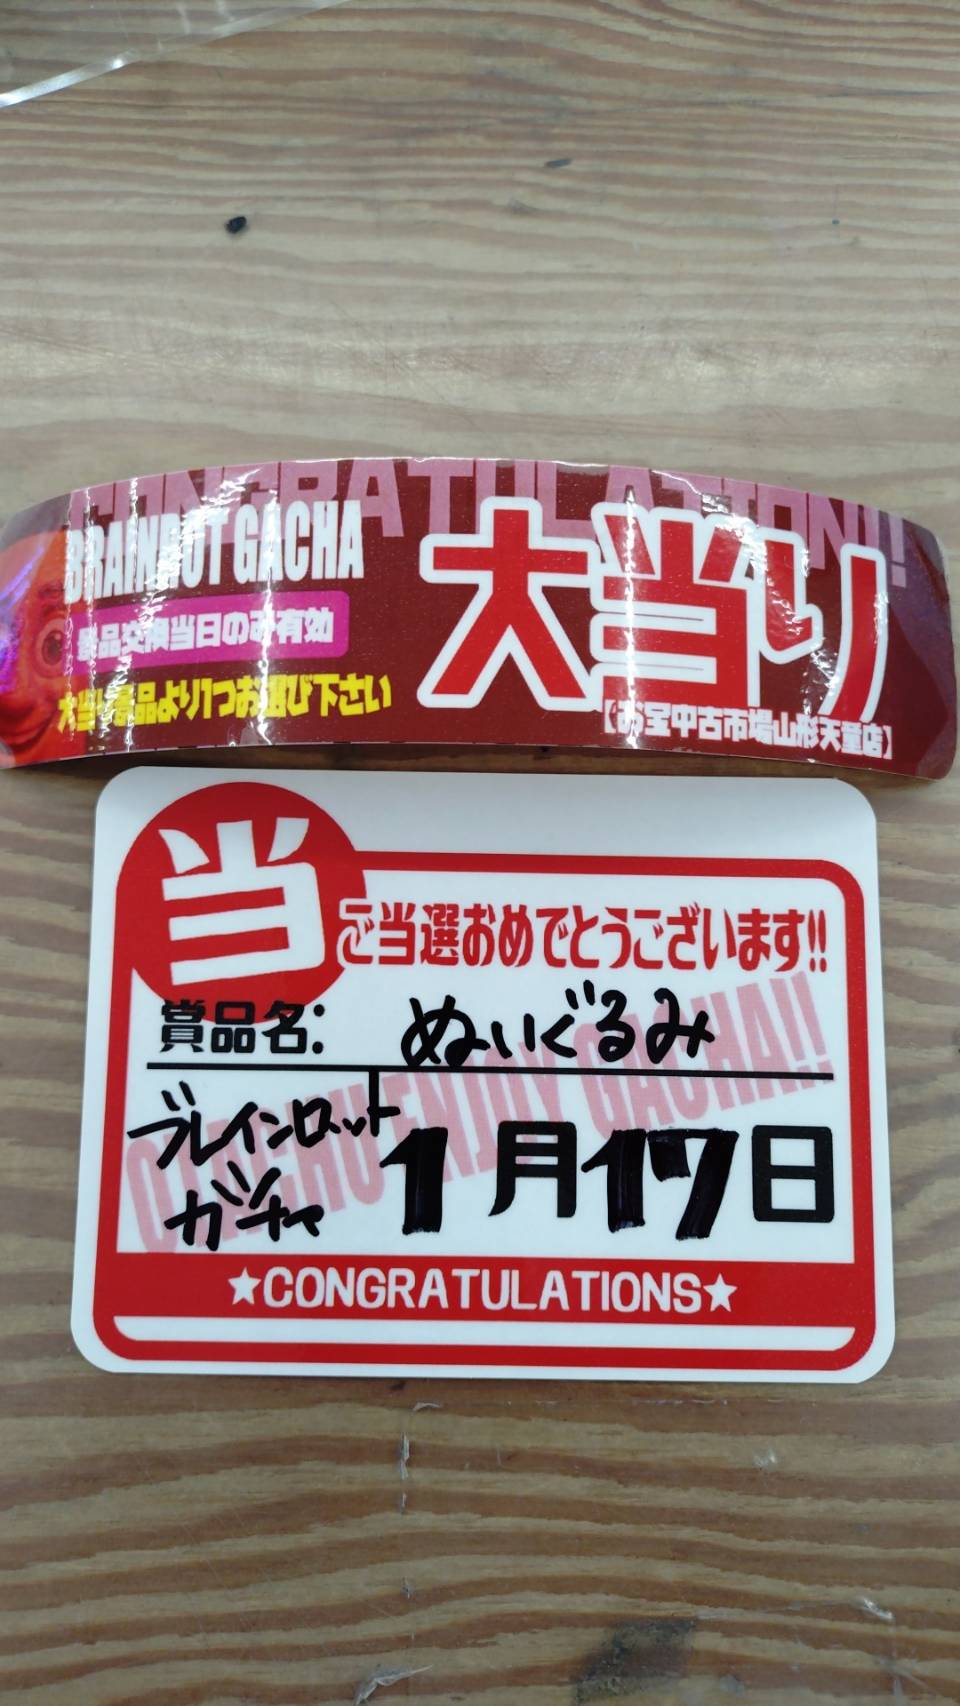 CONGRATULATION!!
BRAINROT GACHA
景品交換当日のみ有効
大当り景品より1つお選び下さい
大当り
【お宝中古市場山形天童店】
当
ご当選おめでとうございます!!
賞品名: ぬいぐるみ
ブレインロット
ガチャ
1月17日
OTACHU ENJOY GACHA!!
★CONGRATULATIONS★